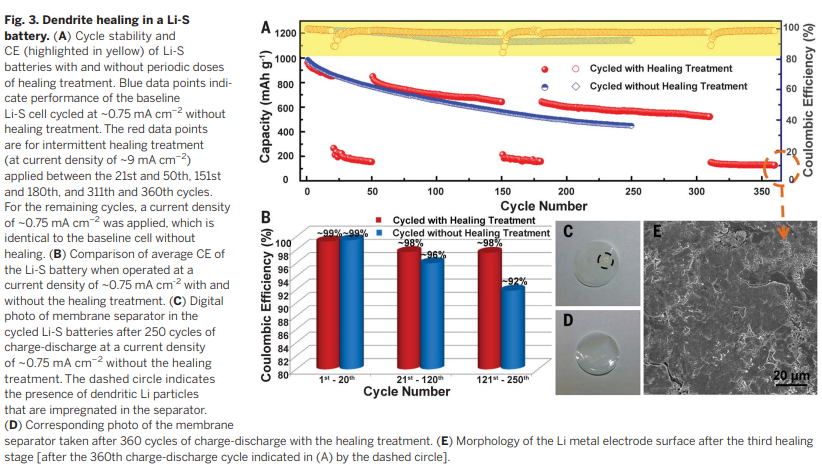 Fig. 3. Dendrite healing in a Li-S
battery. (A) Cycle stability and
CE (highlighted in yellow) of Li-S
batteries with and without periodic doses
of healing treatment. Blue data points indi-
cate performance of the baseline
Li-S cell cycled at ~0.75 mA cm⁻² without
healing treatment. The red data points
are for intermittent healing treatment
(at current density of ~9 mA cm⁻²)
applied between the 21st and 50th, 151st
and 180th, and 311th and 360th cycles.
For the remaining cycles, a current density
of ~0.75 mA cm⁻² was applied, which is
identical to the baseline cell without
healing. (B) Comparison of average CE of
the Li-S battery when operated at a
current density of ~0.75 mA cm⁻² with and
without the healing treatment. (C) Digital
photo of membrane separator in the
cycled Li-S batteries after 250 cycles of
charge-discharge at a current density
of ~0.75 mA cm⁻² without the healing
treatment. The dashed circle indicates
the presence of dendritic Li particles
that are impregnated in the separator.
(D) Corresponding photo of the membrane
separator taken after 360 cycles of charge-discharge with the healing treatment. (E) Morphology of the Li metal electrode surface after the third healing
stage [after the 360th charge-discharge cycle indicated in (A) by the dashed circle].
A
Capacity (mAh g⁻¹)
1200
1000
800
600
400
200
0
Cycled with Healing Treatment
Cycled without Healing Treatment
100
80
60
40
20
0
Coulombic Efficiency (%)
0 50 100 150 200 250 300 350
Cycle Number
B
Cycled with Healing Treatment
Cycled without Healing Treatment
Coulombic Efficiency (%)
100
98
96
94
92
90
88
86
84
82
80
~99% ~99%
~98%
~96%
~98%
~92%
1st - 20th 21st - 120th 121st - 250th
Cycle Number
C
D
E
20 µm